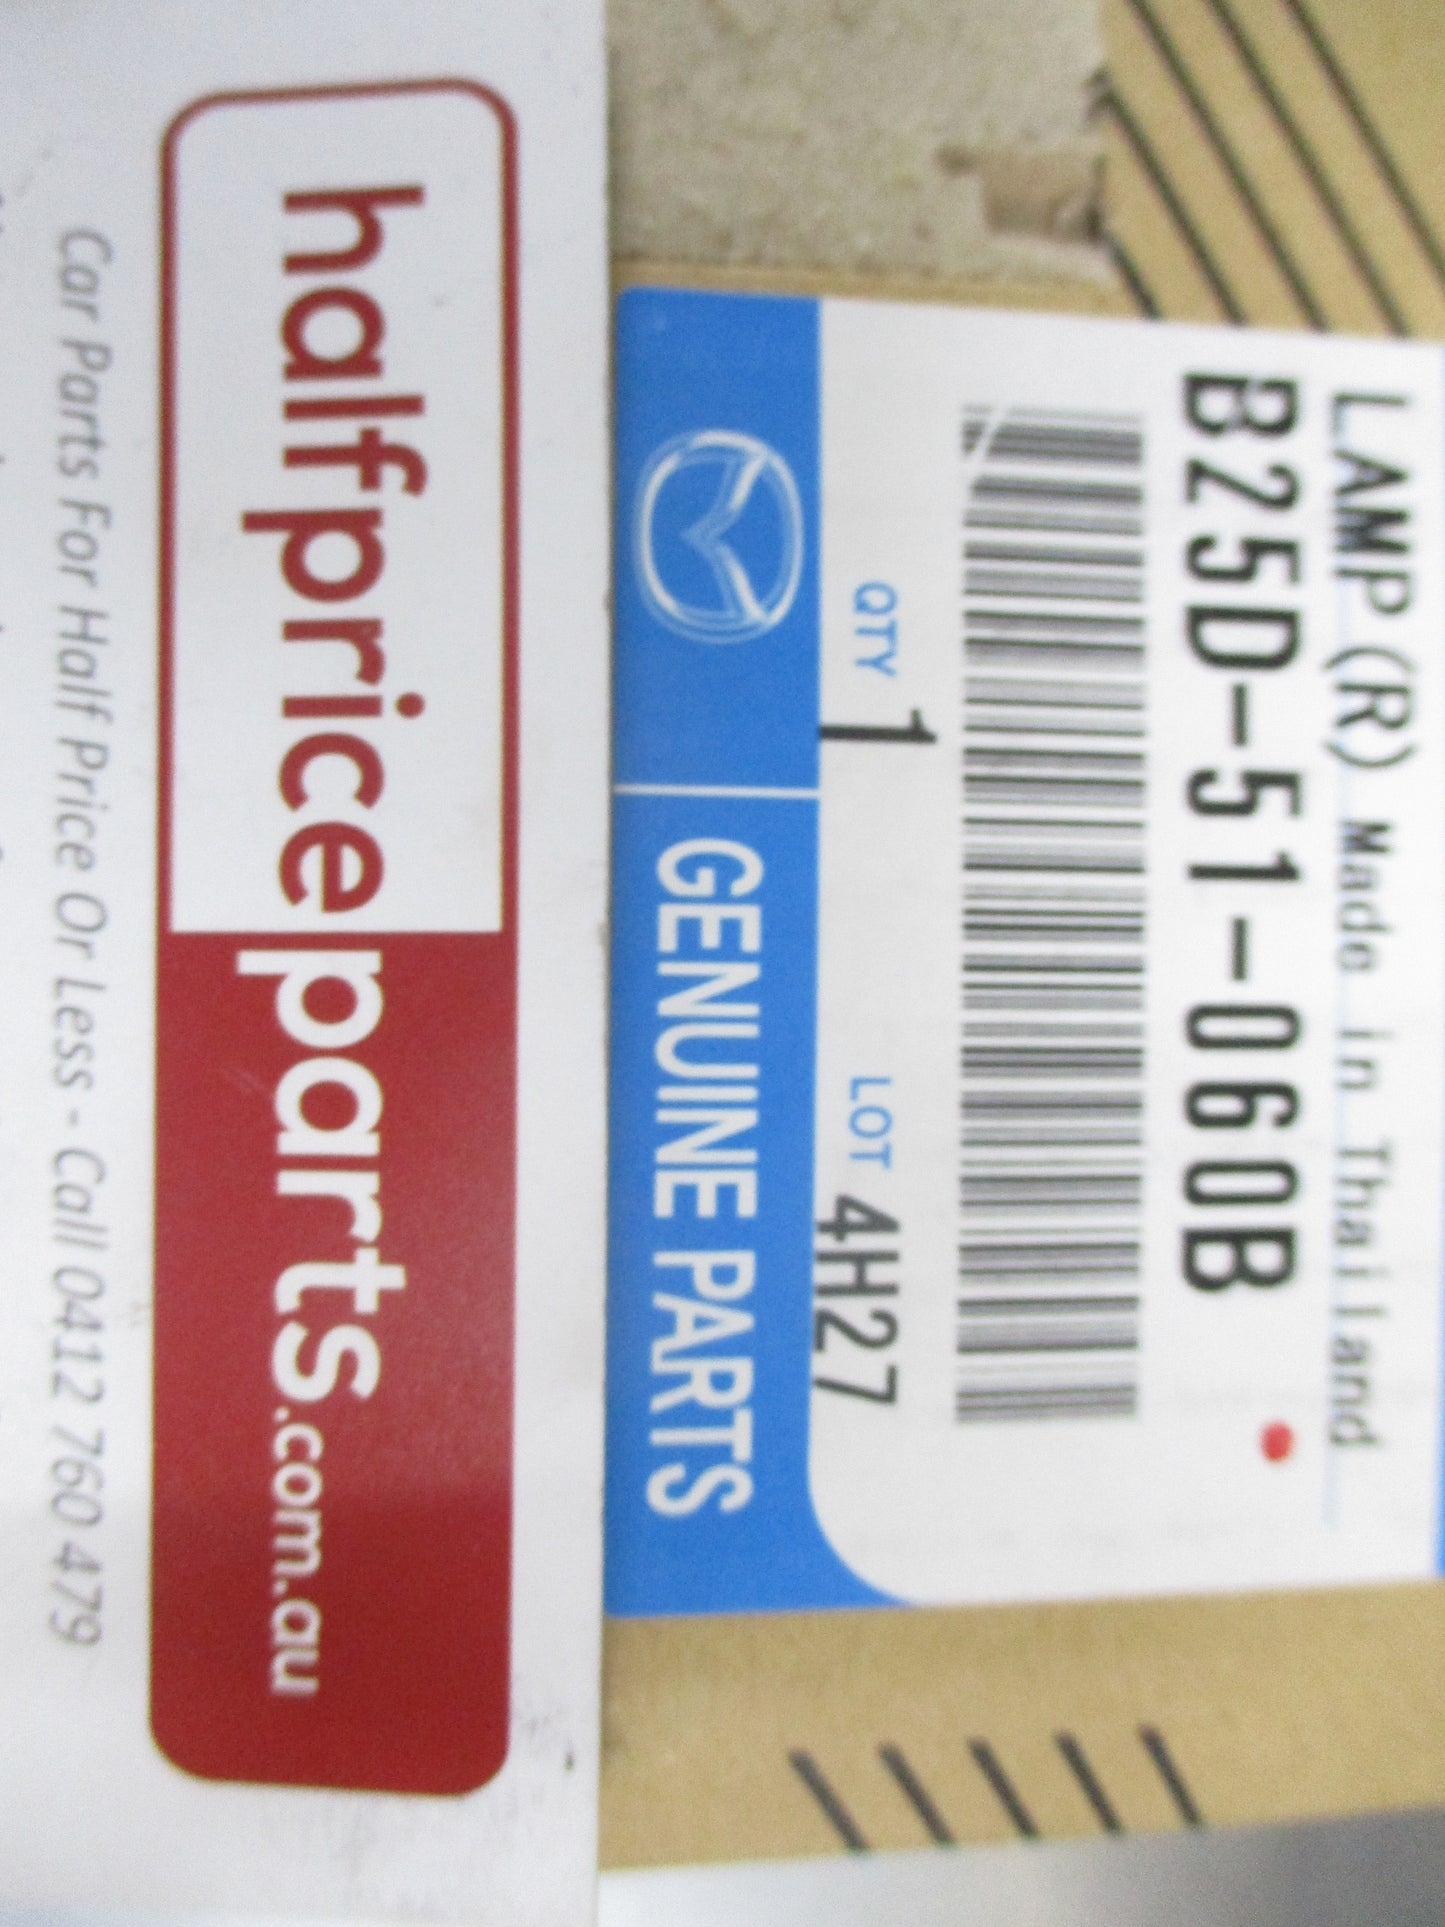 LAMP (R) Made in Thailand
B25D-51-060B
QTY 1 LOT 4H27
GENUINE PARTS
halfpriceparts.com.au
Car Parts For Half Price Or Less - Call 0412 760 479